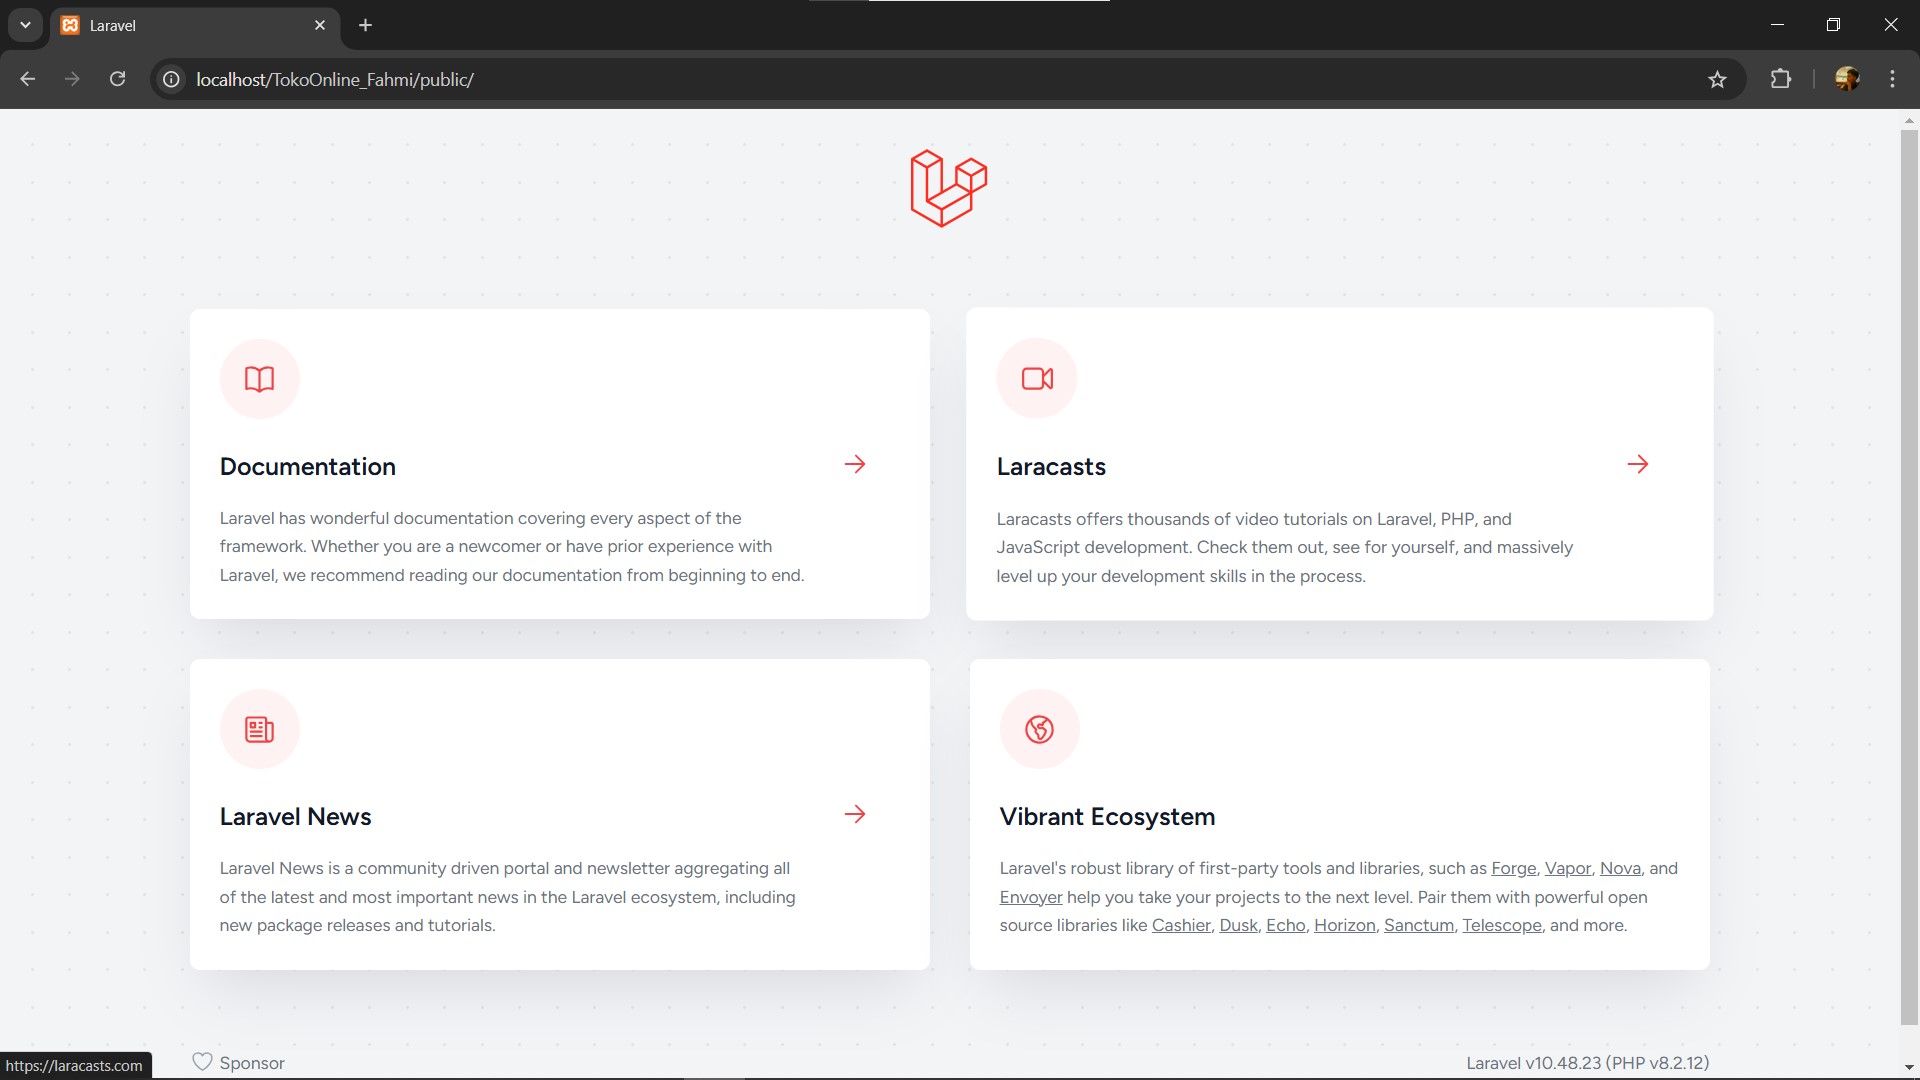 Laravel
localhost/TokoOnline_Fahmi/public/
Documentation
Laravel has wonderful documentation covering every aspect of the
framework. Whether you are a newcomer or have prior experience with
Laravel, we recommend reading our documentation from beginning to end.
Laracasts
Laracasts offers thousands of video tutorials on Laravel, PHP, and
JavaScript development. Check them out, see for yourself, and massively
level up your development skills in the process.
Laravel News
Laravel News is a community driven portal and newsletter aggregating all
of the latest and most important news in the Laravel ecosystem, including
new package releases and tutorials.
Vibrant Ecosystem
Laravel's robust library of first-party tools and libraries, such as Forge, Vapor, Nova, and
Envoyer help you take your projects to the next level. Pair them with powerful open
source libraries like Cashier, Dusk, Echo, Horizon, Sanctum, Telescope, and more.
https://laracasts.com
Sponsor
Laravel v10.48.23 (PHP v8.2.12)